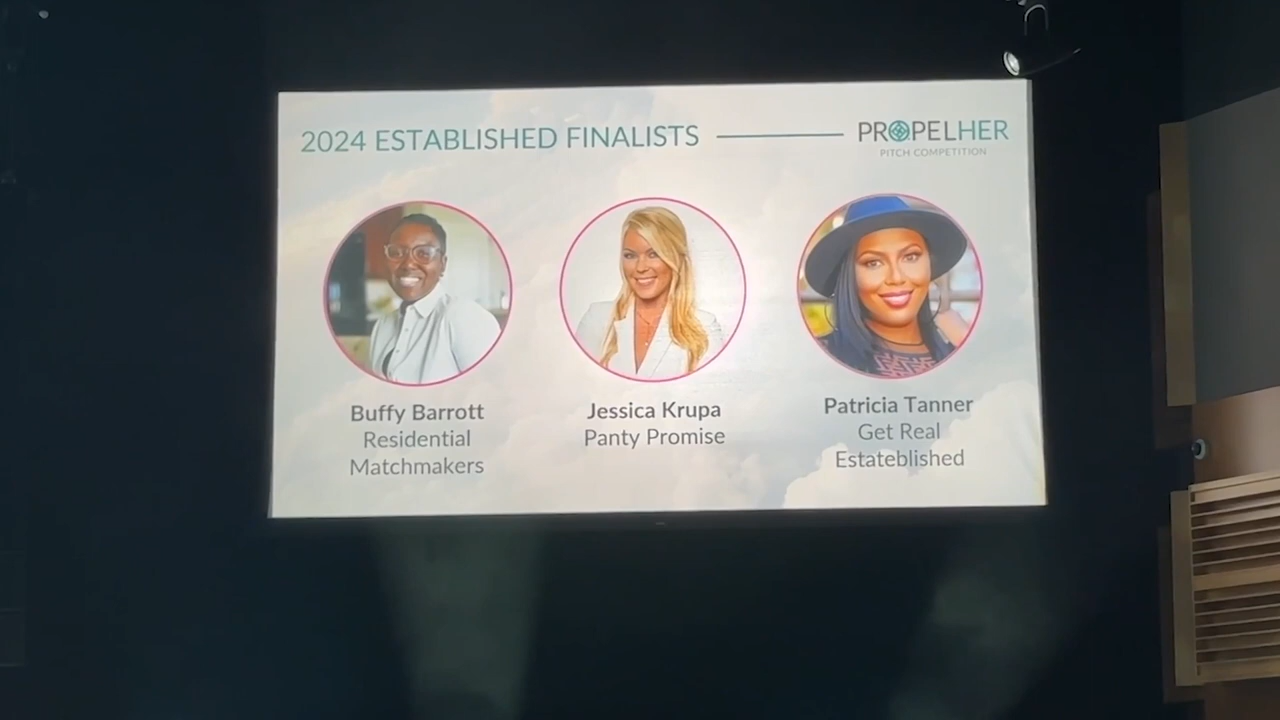 2024 ESTABLISHED FINALISTS
PROPELHER
PITCH COMPETITION
Buffy Barrott
Residential
Matchmakers
Jessica Krupa
Panty Promise
Patricia Tanner
Get Real
Estateblished